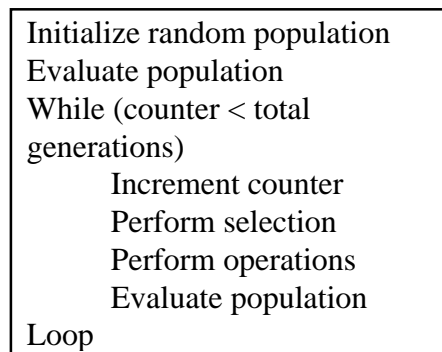 Initialize random population
Evaluate population
While (counter < total
generations)
Increment counter
Perform selection
Perform operations
Evaluate population
Loop